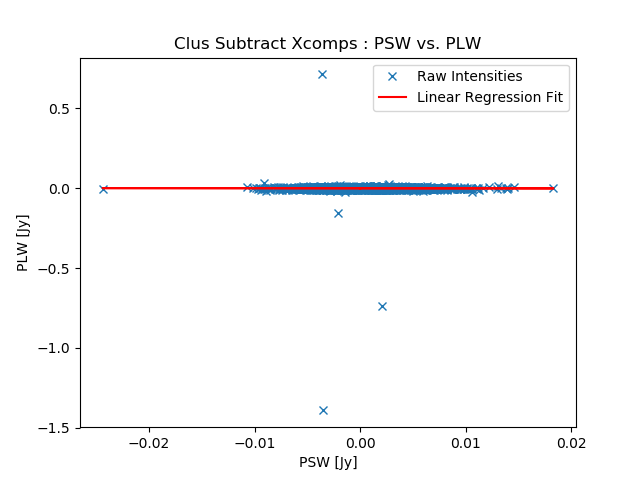 Clus Subtract Xcomps : PSW vs. PLW
Raw Intensities
Linear Regression Fit
0.5
0.0
−0.5
−1.0
−1.5
PLW [Jy]
−0.02
−0.01
0.00
0.01
0.02
PSW [Jy]